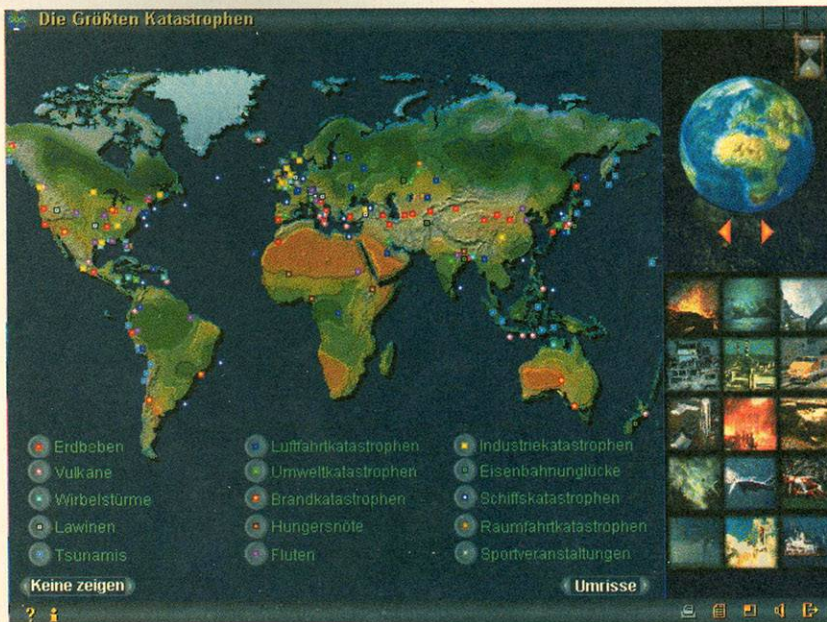 Die Größten Katastrophen
Erdbeben
Vulkane
Wirbelstürme
Lawinen
Tsunamis
Luftfahrtkatastrophen
Umweltkatastrophen
Brandkatastrophen
Hungersnöte
Fluten
Industriekatastrophen
Eisenbahnunglücke
Schiffskatastrophen
Raumfahrtkatastrophen
Sportveranstaltungen
Keine zeigen
Umrisse
? i